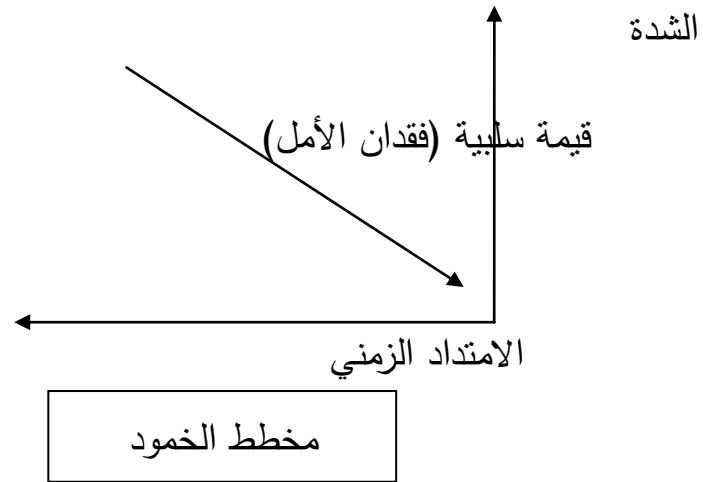 الشدة
قيمة سلبية (فقدان الأمل)
الامتداد الزمني
مخطط الخمود